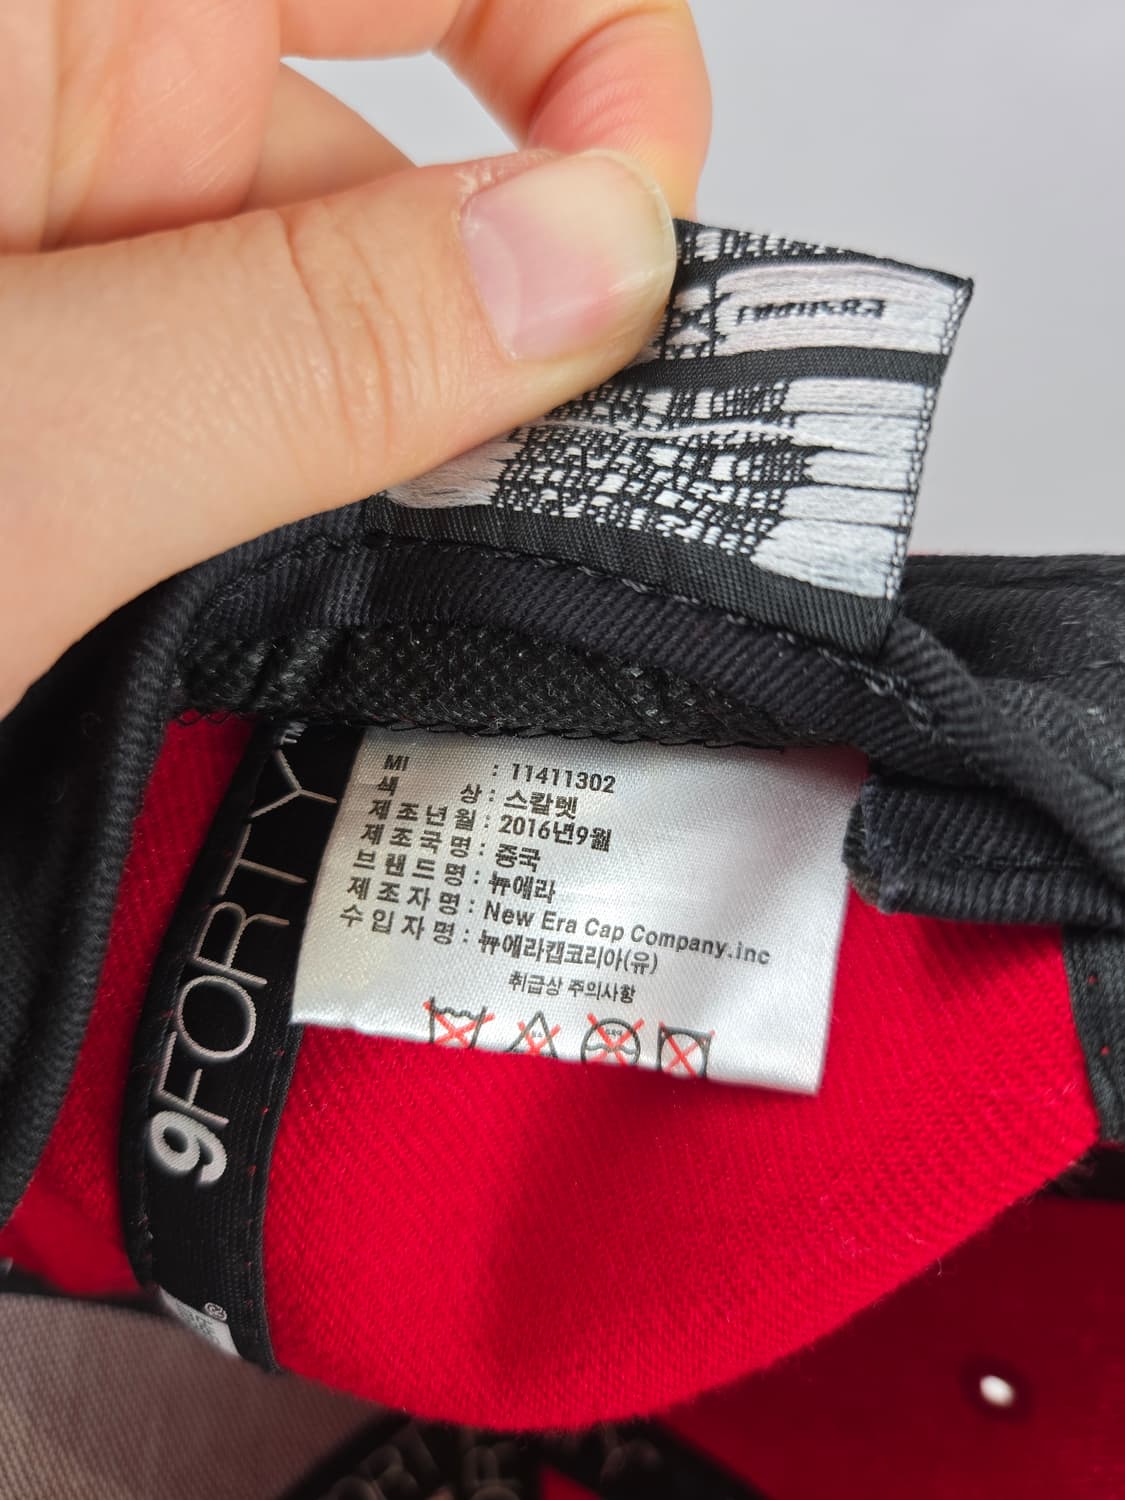 MI : 11411302
색 상 : 스칼렛
제 조 년 월 : 2016년9월
제 조 국 명 : 중국
브 랜 드 명 : 뉴에라
제 조 자 명 : New Era Cap Company.inc
수 입 자 명 : 뉴에라캡코리아(유)
취급상 주의사항
9FORTY™
®